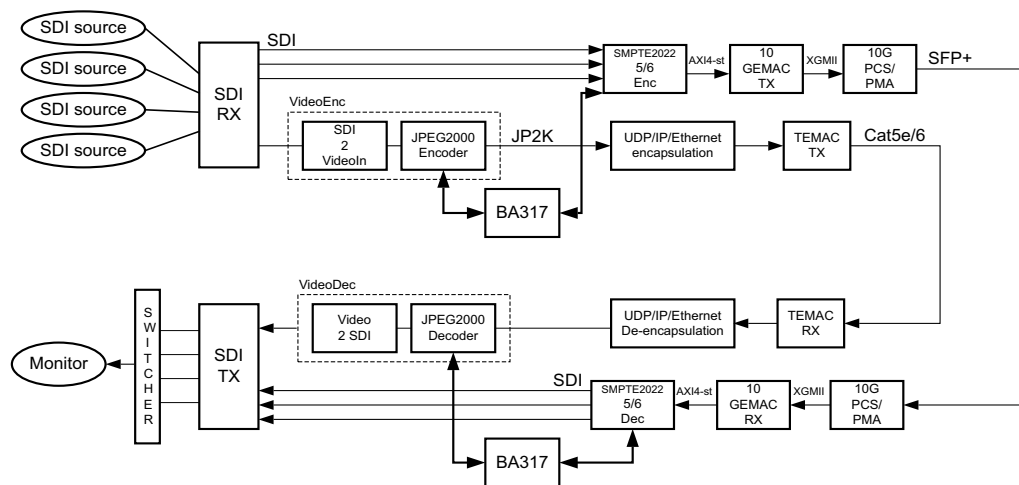 SDI source
SDI source
SDI source
SDI source
SDI
RX
SDI
SMPTE2022
5/6
Enc
AXI4-st
10
GEMAC
TX
XGMII
10G
PCS/
PMA
SFP+
VideoEnc
SDI
2
VideoIn
JPEG2000
Encoder
JP2K
UDP/IP/Ethernet
encapsulation
TEMAC
TX
Cat5e/6
BA317
VideoDec
Video
2 SDI
JPEG2000
Decoder
UDP/IP/Ethernet
De-encapsulation
TEMAC
RX
Monitor
SWITCHER
SDI
TX
SDI
SMPTE2022
5/6
Dec
AXI4-st
10
GEMAC
RX
XGMII
10G
PCS/
PMA
BA317